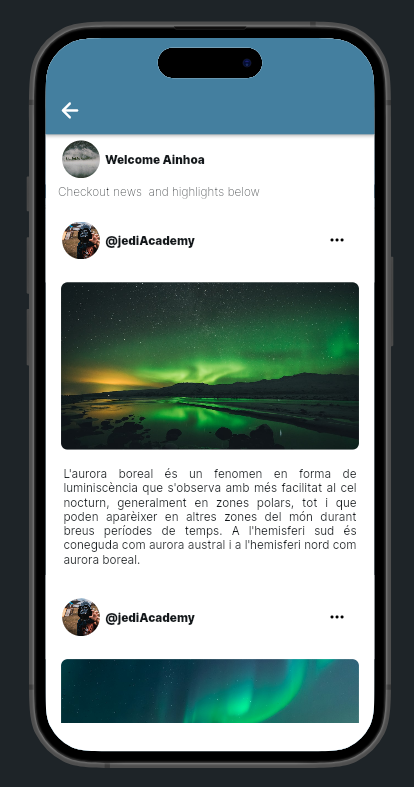 Welcome Ainhoa
Checkout news and highlights below
@jediAcademy
L'aurora boreal és un fenomen en forma de
luminiscència que s'observa amb més facilitat al cel
nocturn, generalment en zones polars, tot i que
poden aparèixer en altres zones del món durant
breus períodes de temps. A l'hemisferi sud és
coneguda com aurora austral i a l'hemisferi nord com
aurora boreal.
@jediAcademy